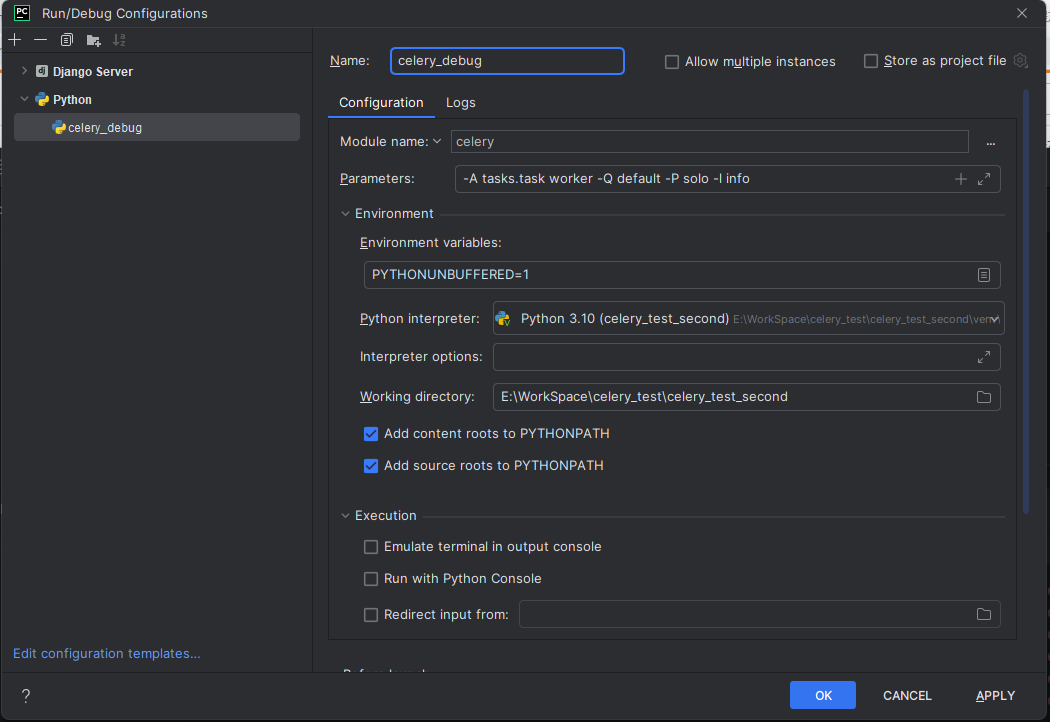 PC Run/Debug Configurations
Django Server
Python
celery_debug
Edit configuration templates...
Name: celery_debug
Allow multiple instances
Store as project file
Configuration Logs
Module name: celery ...
Parameters: -A tasks.task worker -Q default -P solo -l info
Environment
Environment variables:
PYTHONUNBUFFERED=1
Python interpreter: Python 3.10 (celery_test_second) E:\WorkSpace\celery_test\celery_test_second\venv\
Interpreter options:
Working directory: E:\WorkSpace\celery_test\celery_test_second
Add content roots to PYTHONPATH
Add source roots to PYTHONPATH
Execution
Emulate terminal in output console
Run with Python Console
Redirect input from:
?
OK CANCEL APPLY